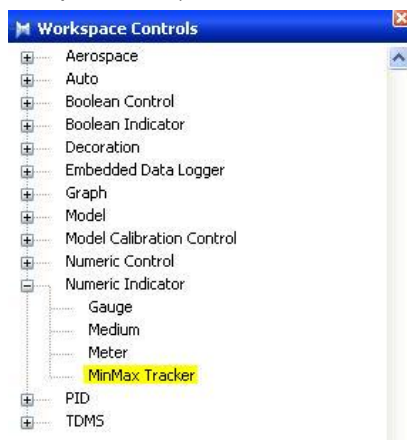 Workspace Controls
Aerospace
Auto
Boolean Control
Boolean Indicator
Decoration
Embedded Data Logger
Graph
Model
Model Calibration Control
Numeric Control
Numeric Indicator
Gauge
Medium
Meter
MinMax Tracker
PID
TDMS